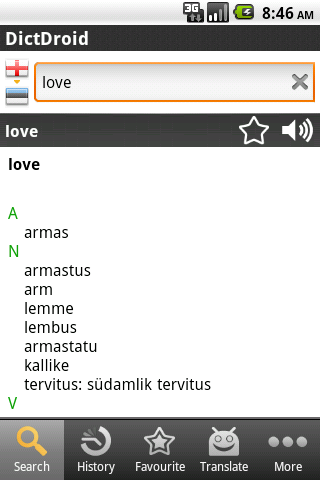 3G
8:46 AM
DictDroid
love
love
love
A
armas
N
armastus
arm
lemme
lembus
armastatu
kallike
tervitus: südamlik tervitus
V
Search
History
Favourite
Translate
More